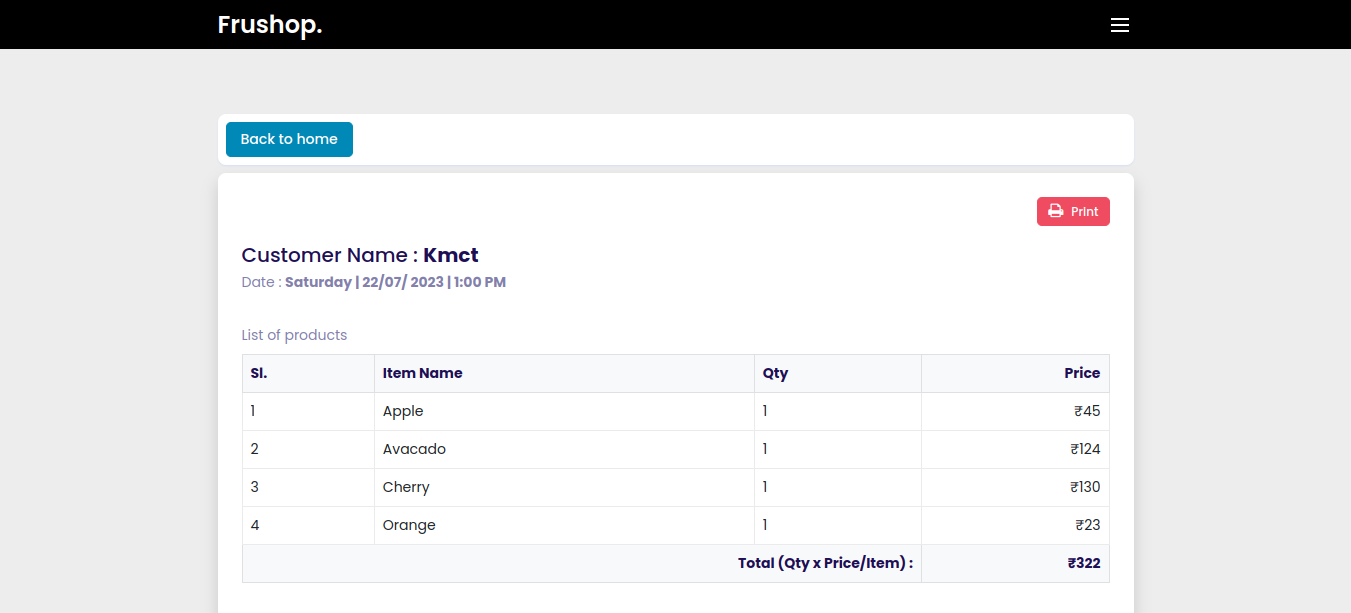 Frushop.
Back to home
Print
Customer Name : Kmct
Date : Saturday | 22/07/ 2023 | 1:00 PM
List of products
Sl. Item Name Qty Price
1 Apple 1 ₹45
2 Avacado 1 ₹124
3 Cherry 1 ₹130
4 Orange 1 ₹23
Total (Qty x Price/Item) : ₹322